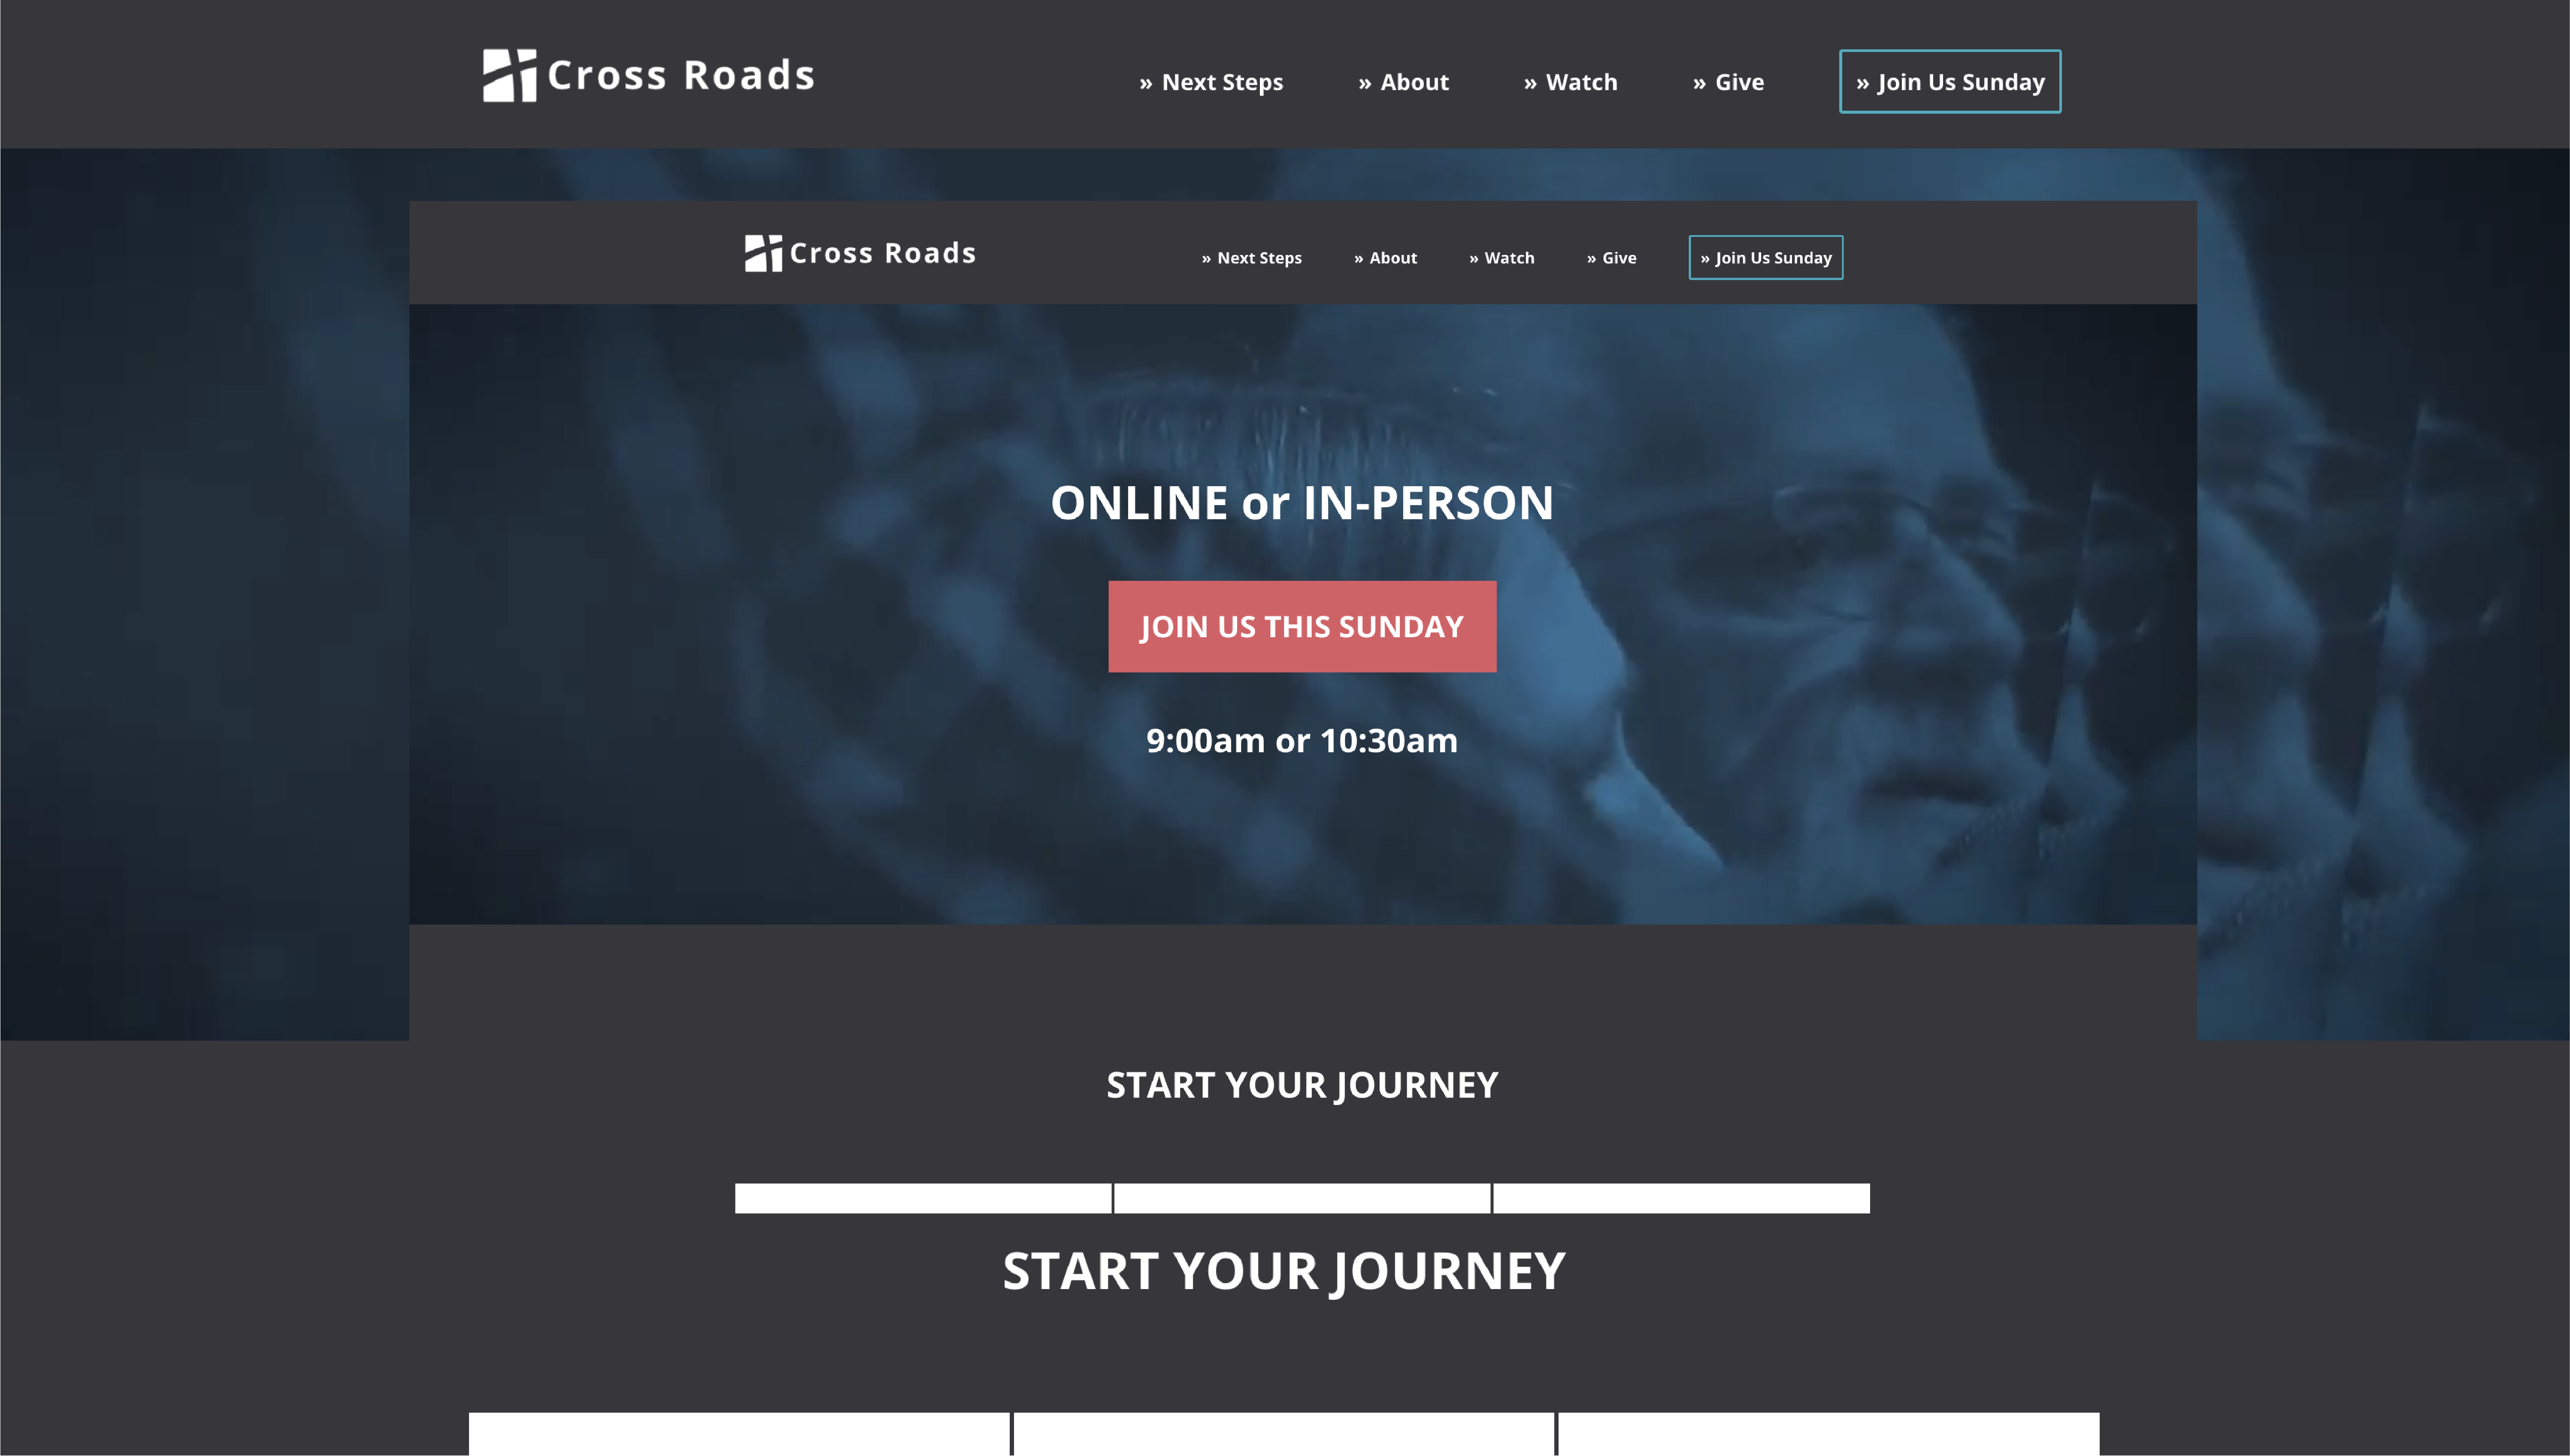 Cross Roads
» Next Steps » About » Watch » Give » Join Us Sunday
Cross Roads
» Next Steps » About » Watch » Give » Join Us Sunday
ONLINE or IN-PERSON
JOIN US THIS SUNDAY
9:00am or 10:30am
START YOUR JOURNEY
START YOUR JOURNEY